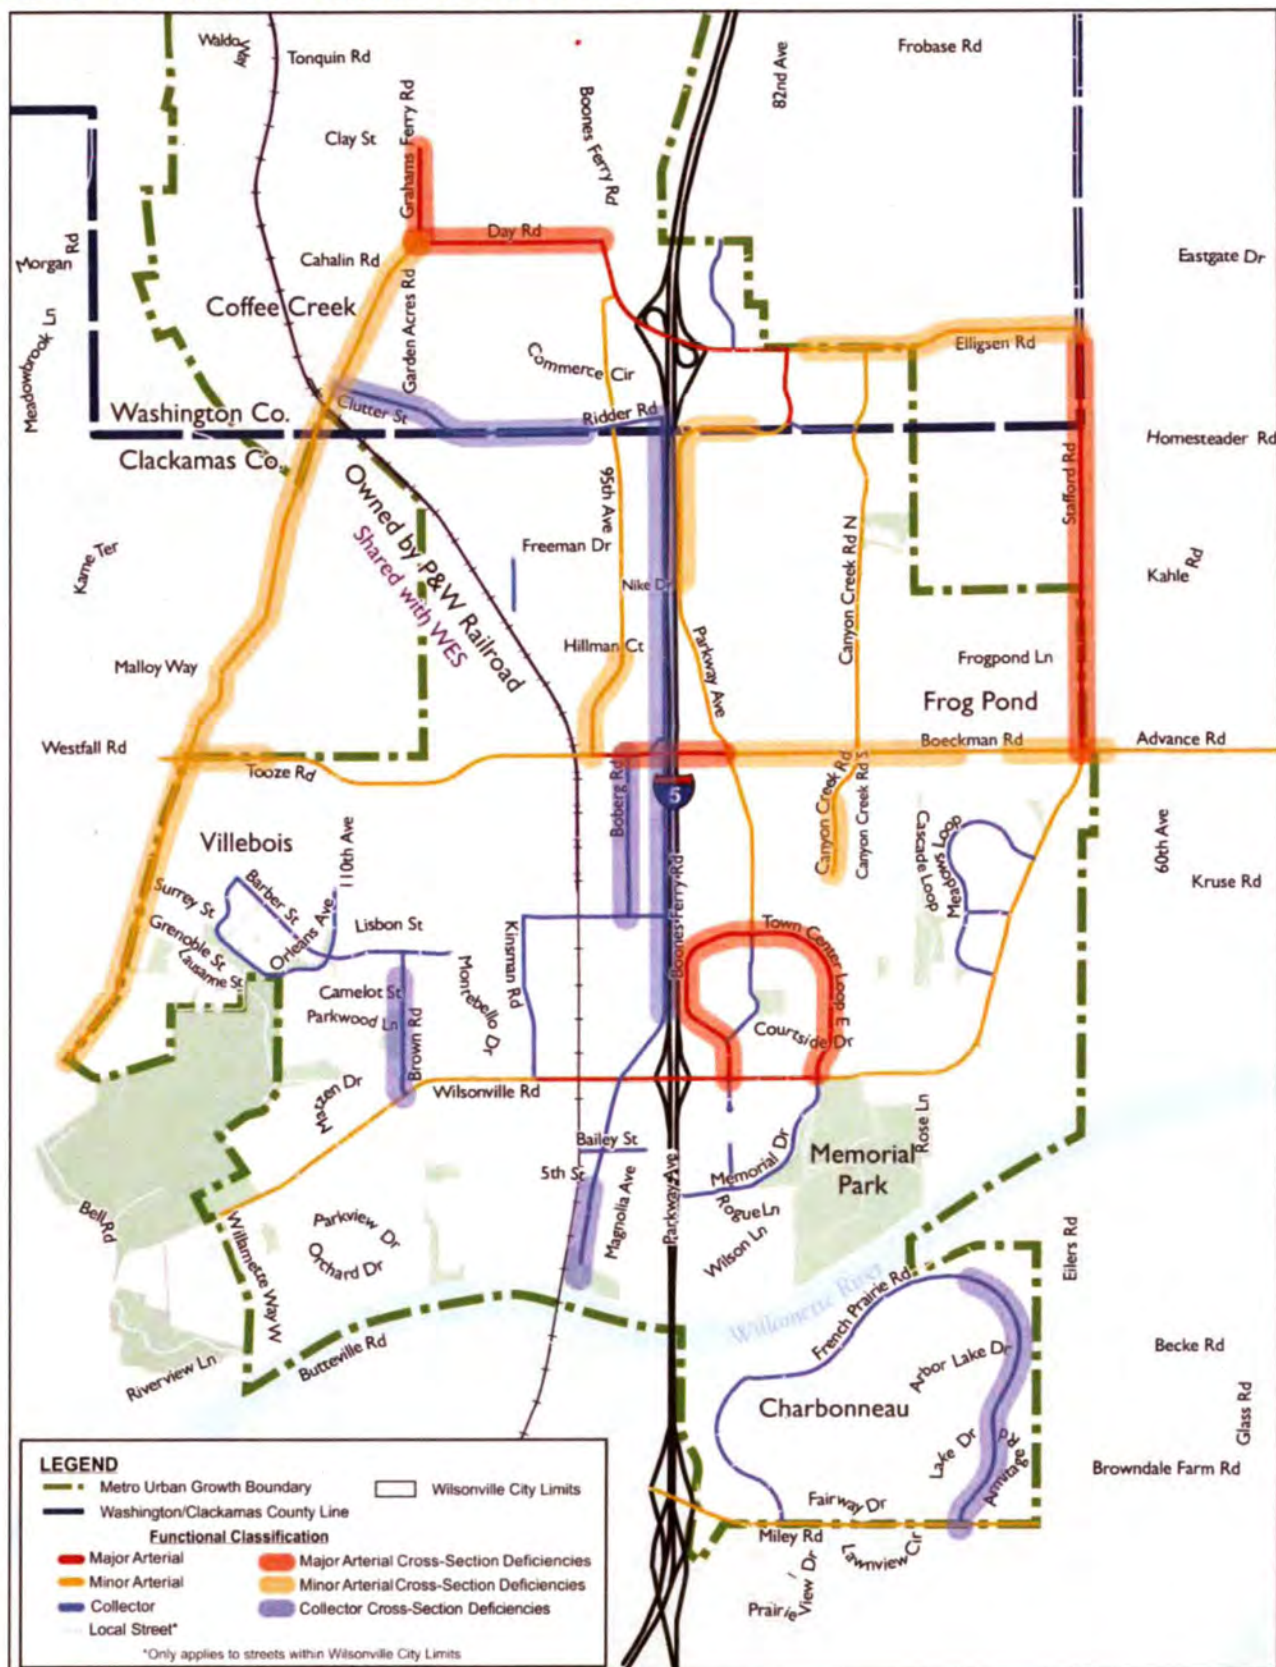 Waldo Way
Tonquin Rd
Grahams Ferry Rd
Boones Ferry Rd
82nd Ave
Frobase Rd
Clay St
Day Rd
Morgan Rd
Cahalin Rd
Eastgate Dr
Coffee Creek
Garden Acres Rd
Meadowbrook Ln
Commerce Cir
Elligsen Rd
Clutter St
Ridder Rd
Washington Co.
Clackamas Co.
Homesteader Rd
Stafford Rd
Owned by P&W Railroad
Shared with WES
95th Ave
Freeman Dr
Nike Dr
Canyon Creek Rd N
Kame Ter
Kahle Rd
Hillman Ct
Parkway Ave
Malloy Way
Frogpond Ln
Frog Pond
Westfall Rd
Tooze Rd
Boeckman Rd
Advance Rd
Boberg Rd
5
Canyon Creek Rd
Canyon Creek Rd S
Cascade Loop
Meadows Loop
60th Ave
Villebois
110th Ave
Kruse Rd
Surrey St
Barber St
Orleans Ave
Lisbon St
Grenoble St
Lausanne St
Kinsman Rd
Boones Ferry Rd
Town Center Loop E
Camelot St
Parkwood Ln
Brown Rd
Montebello Dr
Courtside Dr
Matzen Dr
Wilsonville Rd
Rose Ln
Bailey St
Memorial Dr
Memorial
Park
5th St
Magnolia Ave
Parkway Ave
Rogue Ln
Wilson Ln
Bell Rd
Parkview Dr
Orchard Dr
Willamette Way W
Eilers Rd
Willamette River
French Prairie Rd
Riverview Ln
Butteville Rd
Arbor Lake Dr
Becke Rd
Charbonneau
Glass Rd
Lake Dr
Armitage Rd
Browndale Farm Rd
Fairway Dr
Miley Rd
Lawnview Cir
Prairie View Dr
LEGEND
Metro Urban Growth Boundary
Wilsonville City Limits
Washington/Clackamas County Line
Functional Classification
Major Arterial
Major Arterial Cross-Section Deficiencies
Minor Arterial
Minor Arterial Cross-Section Deficiencies
Collector
Collector Cross-Section Deficiencies
Local Street*
*Only applies to streets within Wilsonville City Limits